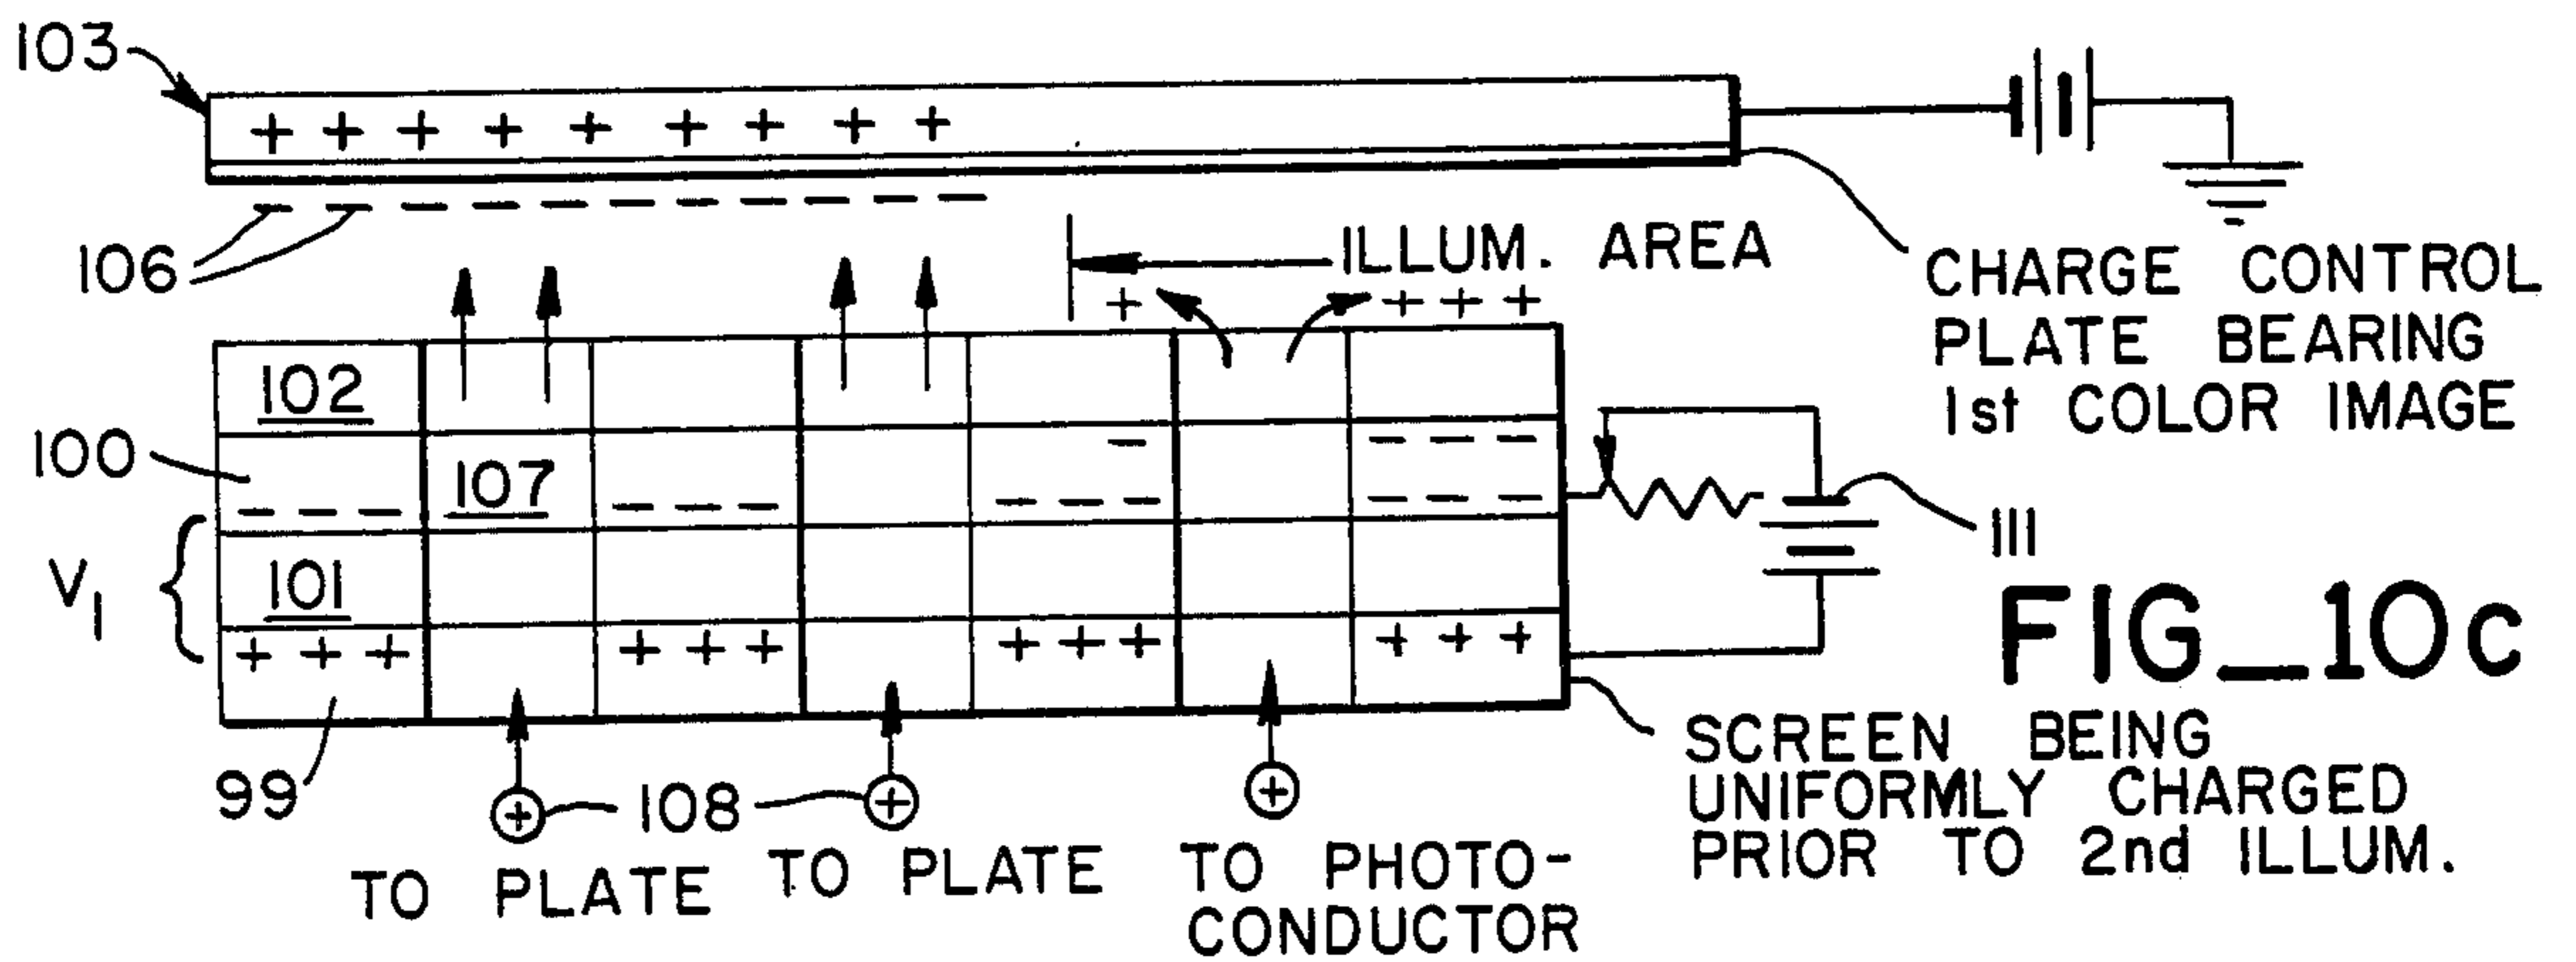 103
+ + + + + + + + +
− − − − − − − − − − −
106
ILLUM. AREA
+ + + +
CHARGE CONTROL
PLATE BEARING
1st COLOR IMAGE
102
100
107
− − − −
− − − − − − − − − − − −
111
V1
101
+ + + + + + + + + + + +
FIG_10c
99
+ 108 + +
TO PLATE TO PLATE TO PHOTO-
CONDUCTOR
SCREEN BEING
UNIFORMLY CHARGED
PRIOR TO 2nd ILLUM.